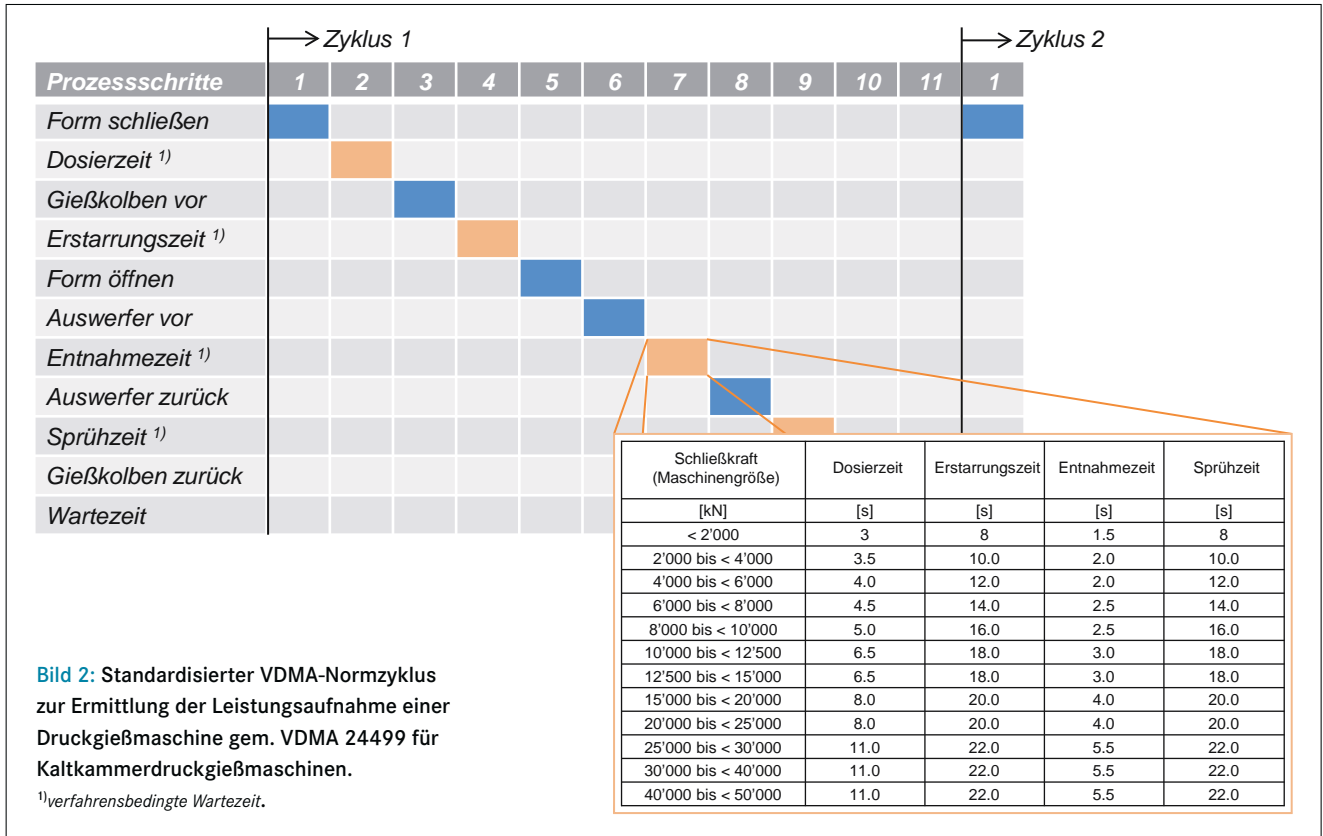 Zyklus 1
Zyklus 2
Prozessschritte 1 2 3 4 5 6 7 8 9 10 11 1
Form schließen
Dosierzeit 1)
Gießkolben vor
Erstarrungszeit 1)
Form öffnen
Auswerfer vor
Entnahmezeit 1)
Auswerfer zurück
Sprühzeit 1)
Gießkolben zurück
Wartezeit
Schließkraft
(Maschinengröße) Dosierzeit Erstarrungszeit Entnahmezeit Sprühzeit
[kN] [s] [s] [s] [s]
< 2'000 3 8 1.5 8
2'000 bis < 4'000 3.5 10.0 2.0 10.0
4'000 bis < 6'000 4.0 12.0 2.0 12.0
6'000 bis < 8'000 4.5 14.0 2.5 14.0
8'000 bis < 10'000 5.0 16.0 2.5 16.0
10'000 bis < 12'500 6.5 18.0 3.0 18.0
12'500 bis < 15'000 6.5 18.0 3.0 18.0
15'000 bis < 20'000 8.0 20.0 4.0 20.0
20'000 bis < 25'000 8.0 20.0 4.0 20.0
25'000 bis < 30'000 11.0 22.0 5.5 22.0
30'000 bis < 40'000 11.0 22.0 5.5 22.0
40'000 bis < 50'000 11.0 22.0 5.5 22.0
Bild 2: Standardisierter VDMA-Normzyklus
zur Ermittlung der Leistungsaufnahme einer
Druckgießmaschine gem. VDMA 24499 für
Kaltkammerdruckgießmaschinen.
1)verfahrensbedingte Wartezeit.